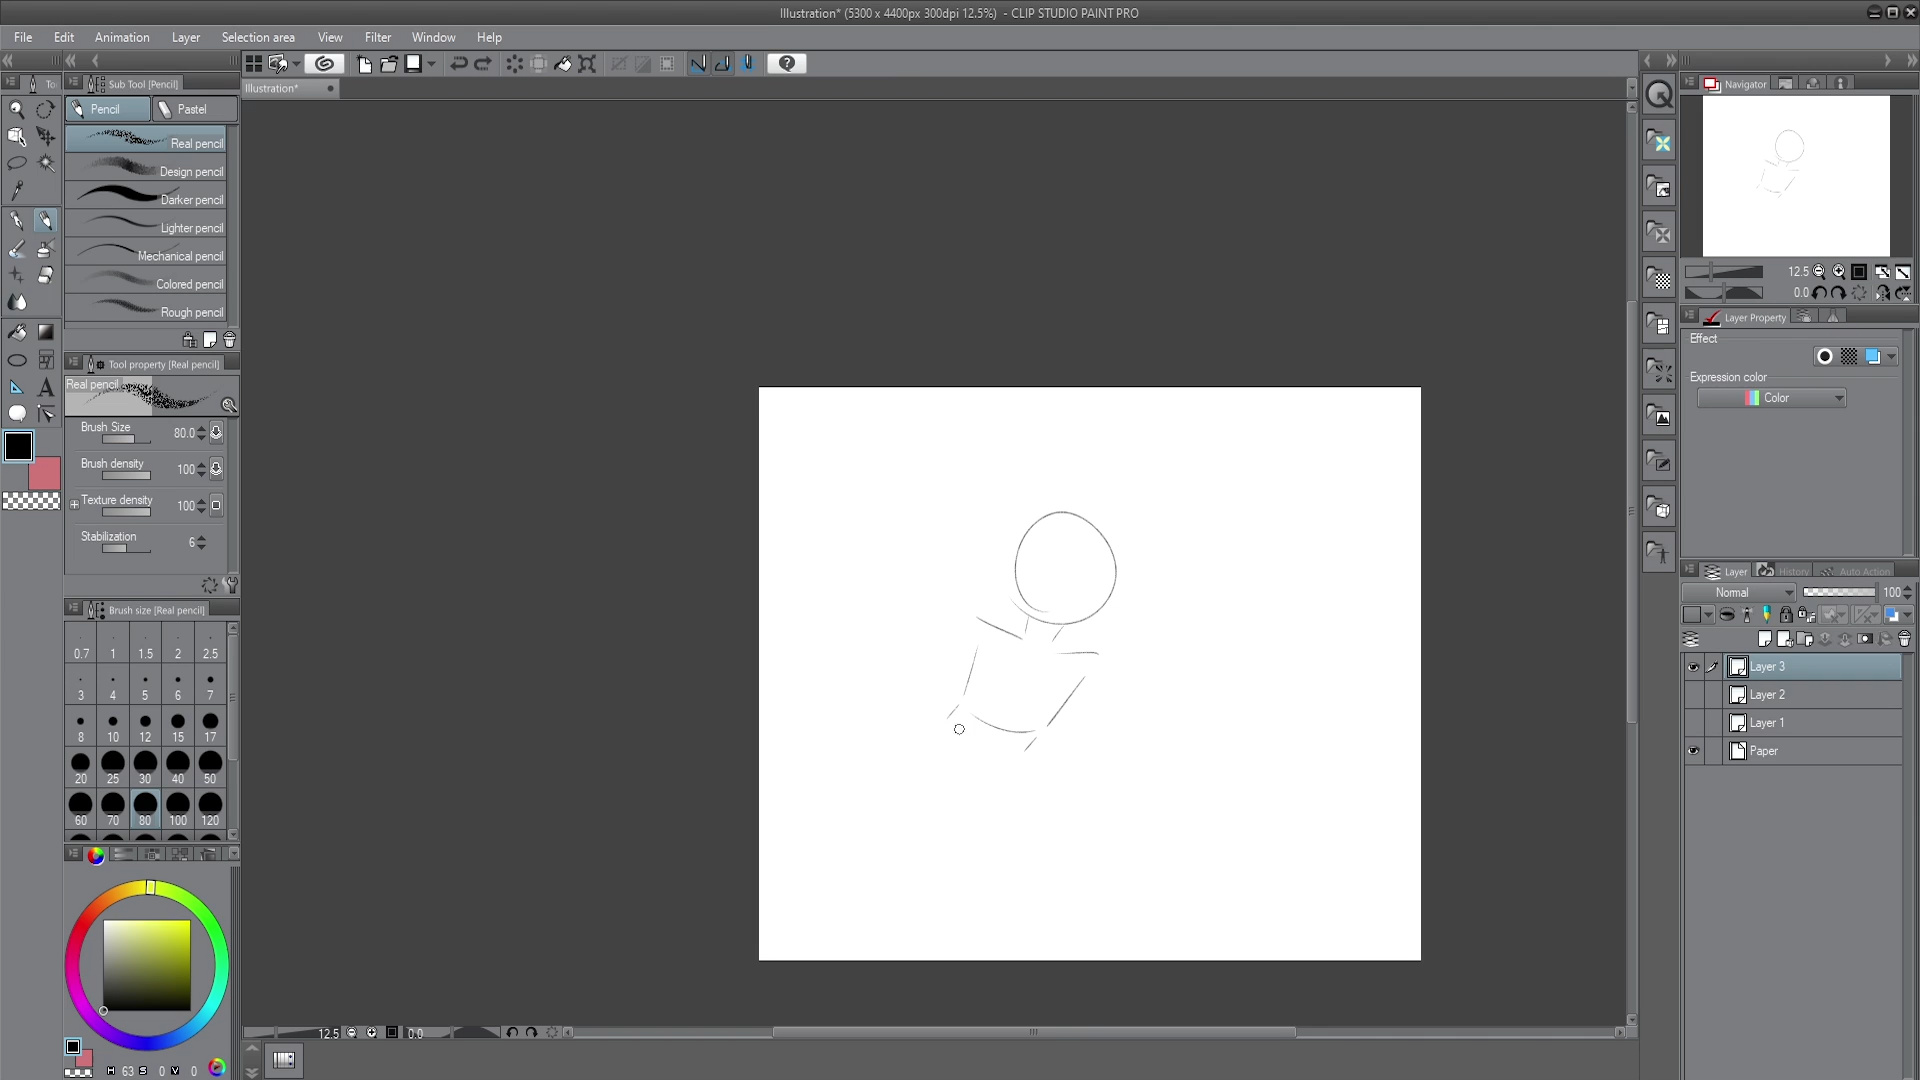 Illustration* (5300 x 4400px 300dpi 12.5%) - CLIP STUDIO PAINT PRO
File Edit Animation Layer Selection area View Filter Window Help
To
Sub Tool [Pencil]
Illustration*
Pencil Pastel
Real pencil
Design pencil
Darker pencil
Lighter pencil
Mechanical pencil
Colored pencil
Rough pencil
Tool property [Real pencil]
Real pencil
Brush Size 80.0
Brush density 100
Texture density 100
Stabilization 6
Brush size [Real pencil]
0.7 1 1.5 2 2.5
3 4 5 6 7
8 10 12 15 17
20 25 30 40 50
60 70 80 100 120
H 63 S 0 V 0
12.5 0.0
Navigator
12.5
0.0
Layer Property
Effect
Expression color
Color
Layer History Auto Action
Normal 100
Layer 3
Layer 2
Layer 1
Paper